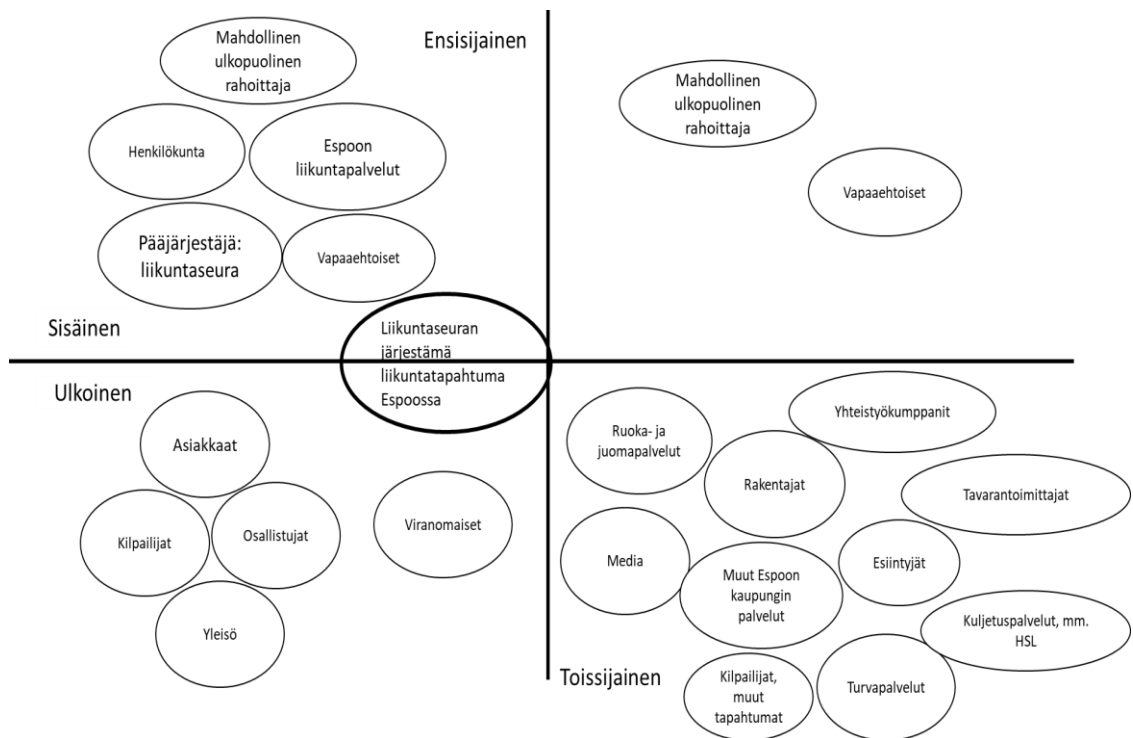 Ensisijainen
Mahdollinen
ulkopuolinen
rahoittaja
Henkilökunta
Espoon
liikuntapalvelut
Pääjärjestäjä:
liikuntaseura
Vapaaehtoiset
Sisäinen
Mahdollinen
ulkopuolinen
rahoittaja
Vapaaehtoiset
Liikuntaseuran
järjestämä
liikuntatapahtuma
Espoossa
Ulkoinen
Asiakkaat
Kilpailijat
Osallistujat
Viranomaiset
Yleisö
Yhteistyökumppanit
Ruoka- ja
juomapalvelut
Rakentajat
Tavarantoimittajat
Media
Muut Espoon
kaupungin
palvelut
Esiintyjät
Kuljetuspalvelut, mm.
HSL
Toissijainen
Kilpailijat,
muut
tapahtumat
Turvapalvelut